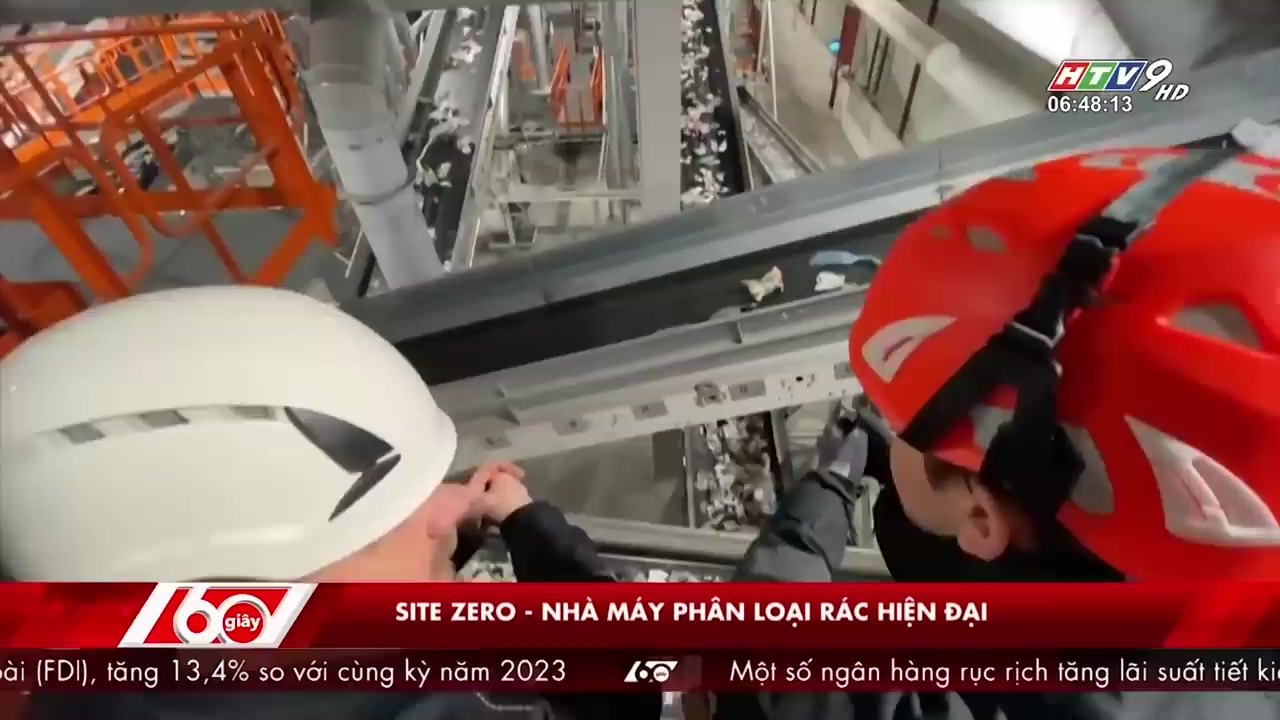 HTV9 HD
06:48:13
60 giây
SITE ZERO - NHÀ MÁY PHÂN LOẠI RÁC HIỆN ĐẠI
(FDI), tăng 13,4% so với cùng kỳ năm 2023
60
Một số ngân hàng rục rịch tăng lãi suất tiết